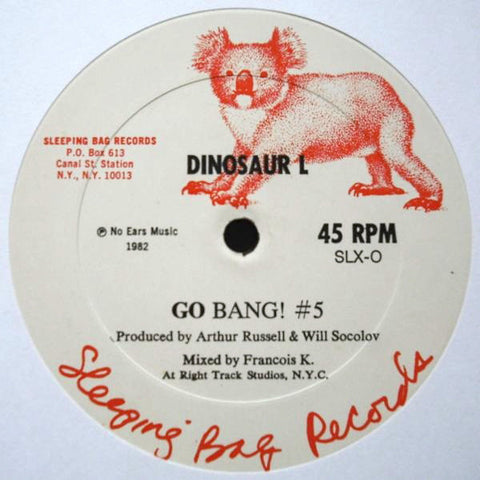 SLEEPING BAG RECORDS
P.O. Box 613
Canal St. Station
N.Y., N.Y. 10013
DINOSAUR L
℗ No Ears Music
1982
45 RPM
SLX-O
GO BANG! #5
Produced by Arthur Russell & Will Socolov
Mixed by Francois K.
At Right Track Studios, N.Y.C.
Sleeping Bag Records